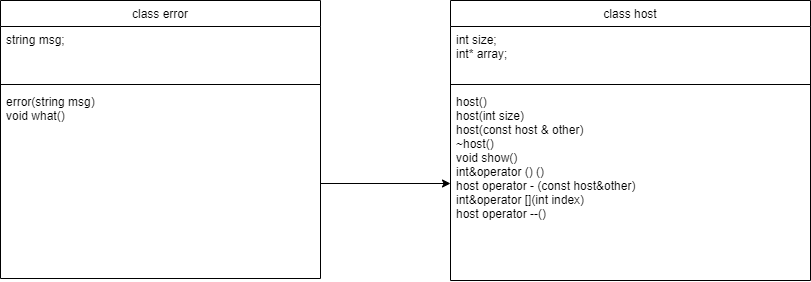 class error
string msg;
error(string msg)
void what()
class host
int size;
int* array;
host()
host(int size)
host(const host & other)
~host()
void show()
int&operator () ()
host operator - (const host&other)
int&operator [](int index)
host operator --()